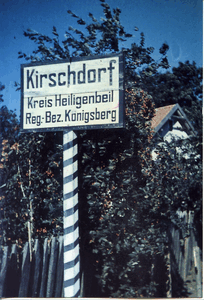 Kirschdorf
Kreis Heiligenbeil
Reg.-Bez. Königsberg